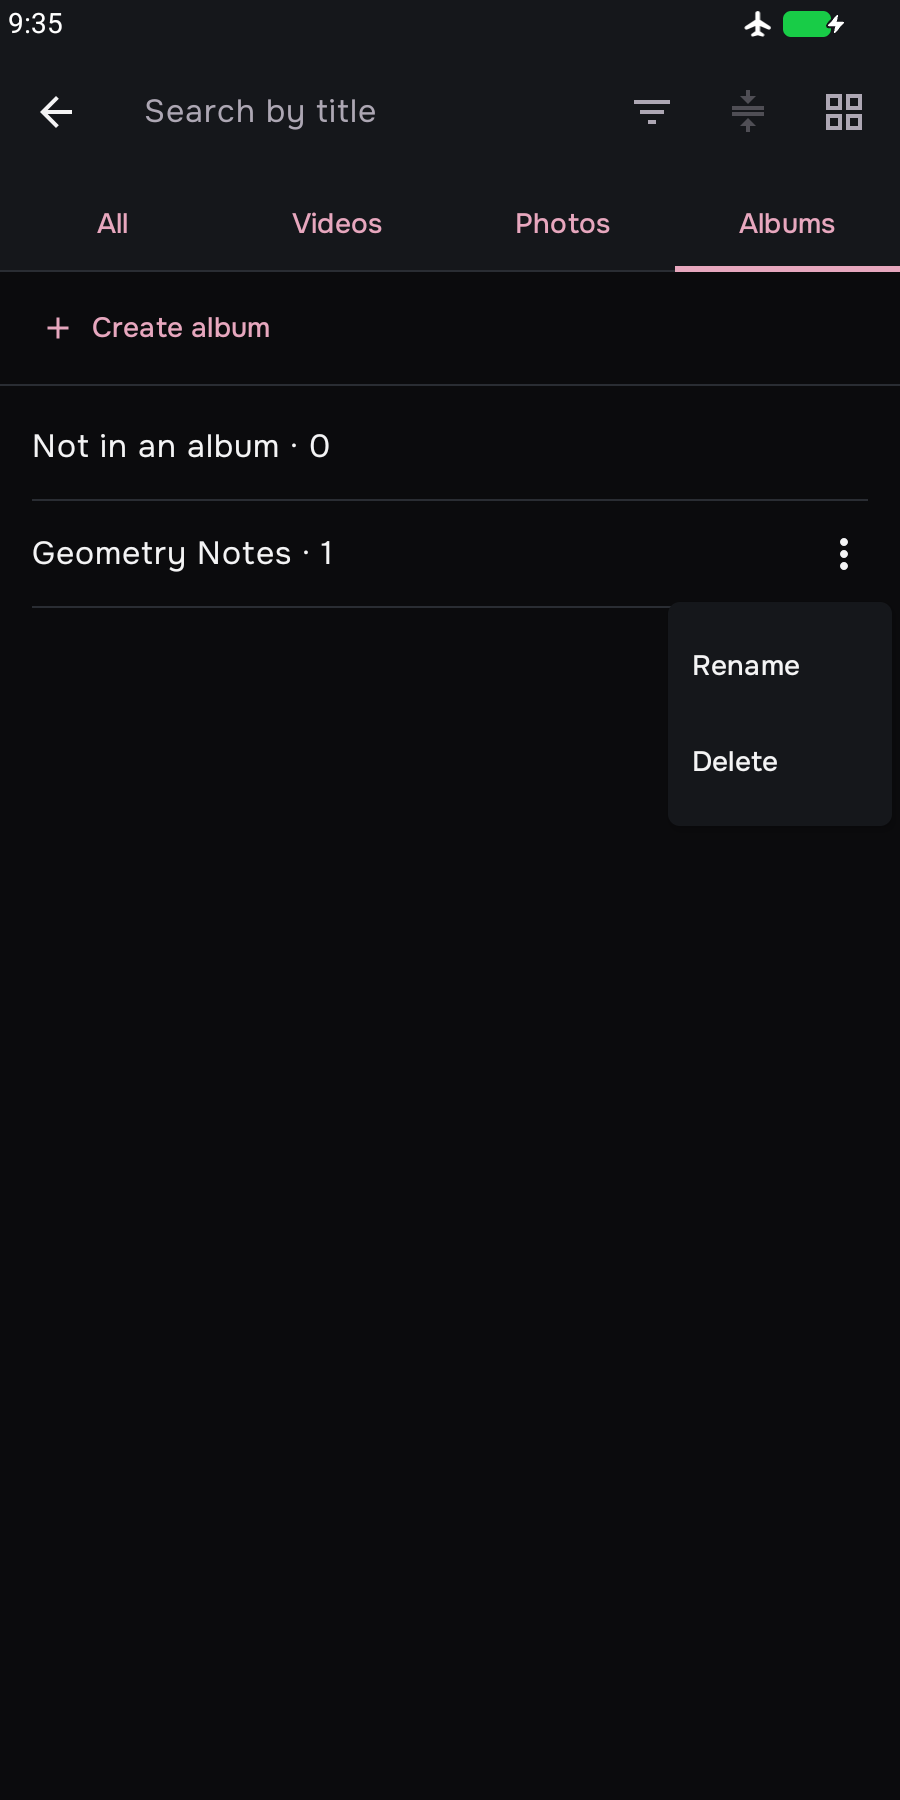 9:35
Search by title
All
Videos
Photos
Albums
Create album
Not in an album · 0
Geometry Notes · 1
Rename
Delete